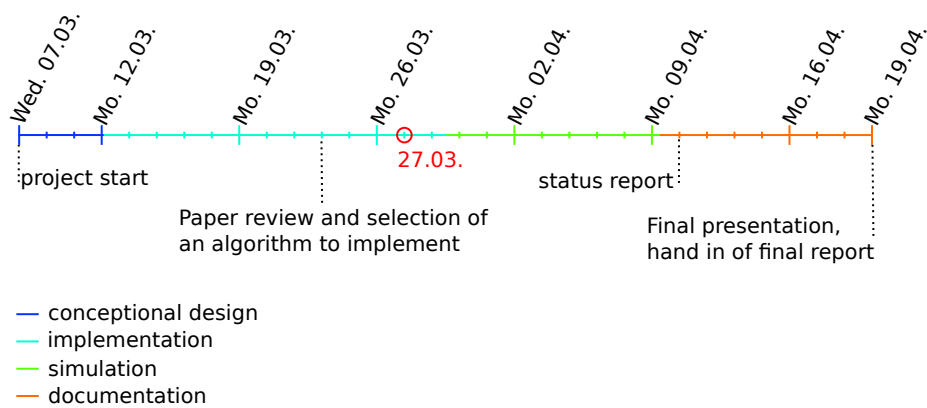 Wed. 07.03.
Mo. 12.03.
Mo. 19.03.
Mo. 26.03.
Mo. 02.04.
Mo. 09.04.
Mo. 16.04.
Mo. 19.04.
27.03.
project start
status report
Paper review and selection of
an algorithm to implement
Final presentation,
hand in of final report
conceptional design
implementation
simulation
documentation